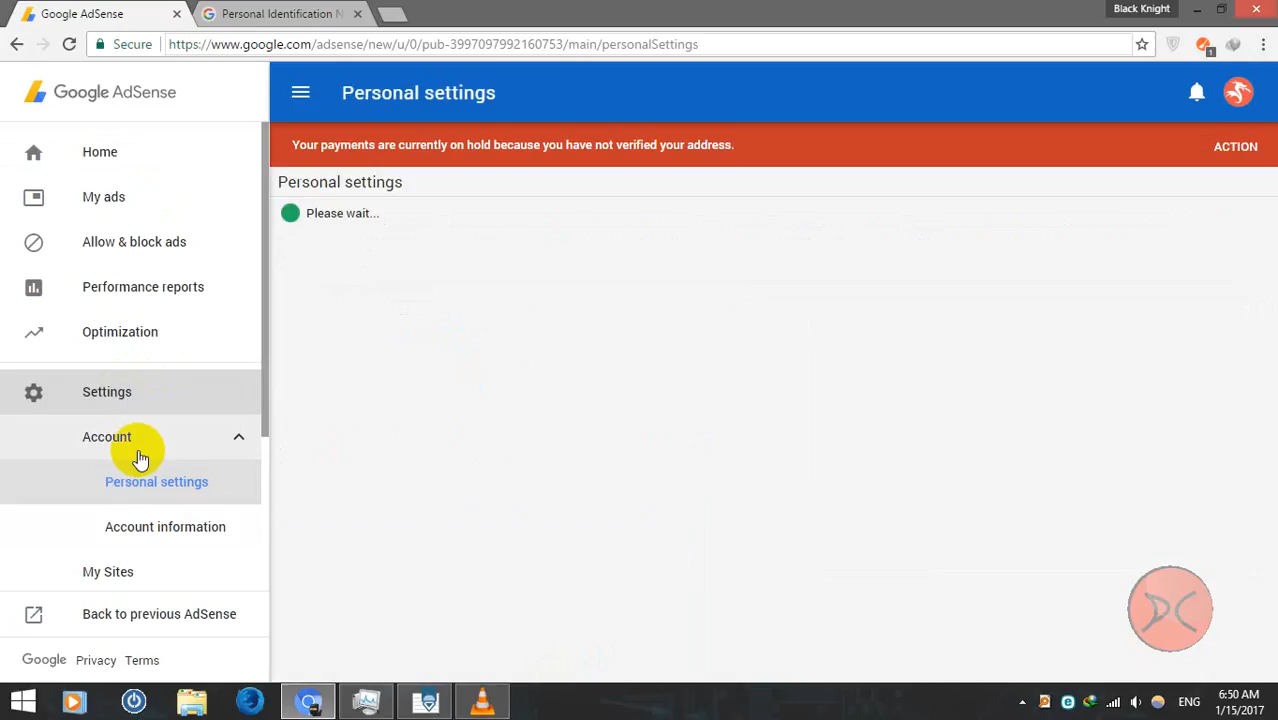 Google AdSense
Personal Identification N
Black Knight
Secure
https://www.google.com/adsense/new/u/0/pub-3997097992160753/main/personalSettings
1
Google AdSense
Personal settings
Home
Your payments are currently on hold because you have not verified your address.
ACTION
My ads
Personal settings
Please wait...
Allow & block ads
Performance reports
Optimization
Settings
Account
Personal settings
Account information
My Sites
Back to previous AdSense
Google Privacy Terms
DC
ENG
6:50 AM
1/15/2017